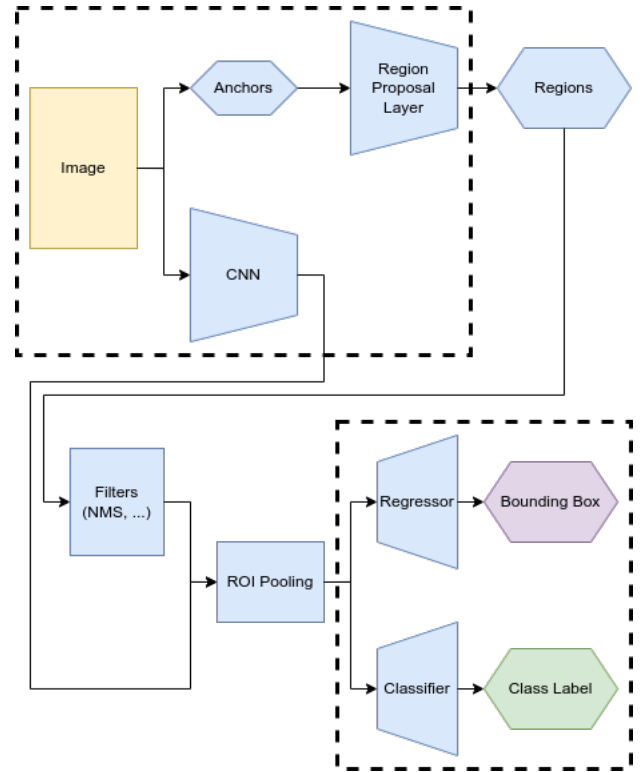 Image
Anchors
Region
Proposal
Layer
Regions
CNN
Filters
(NMS, ...)
ROI Pooling
Regressor
Bounding Box
Classifier
Class Label